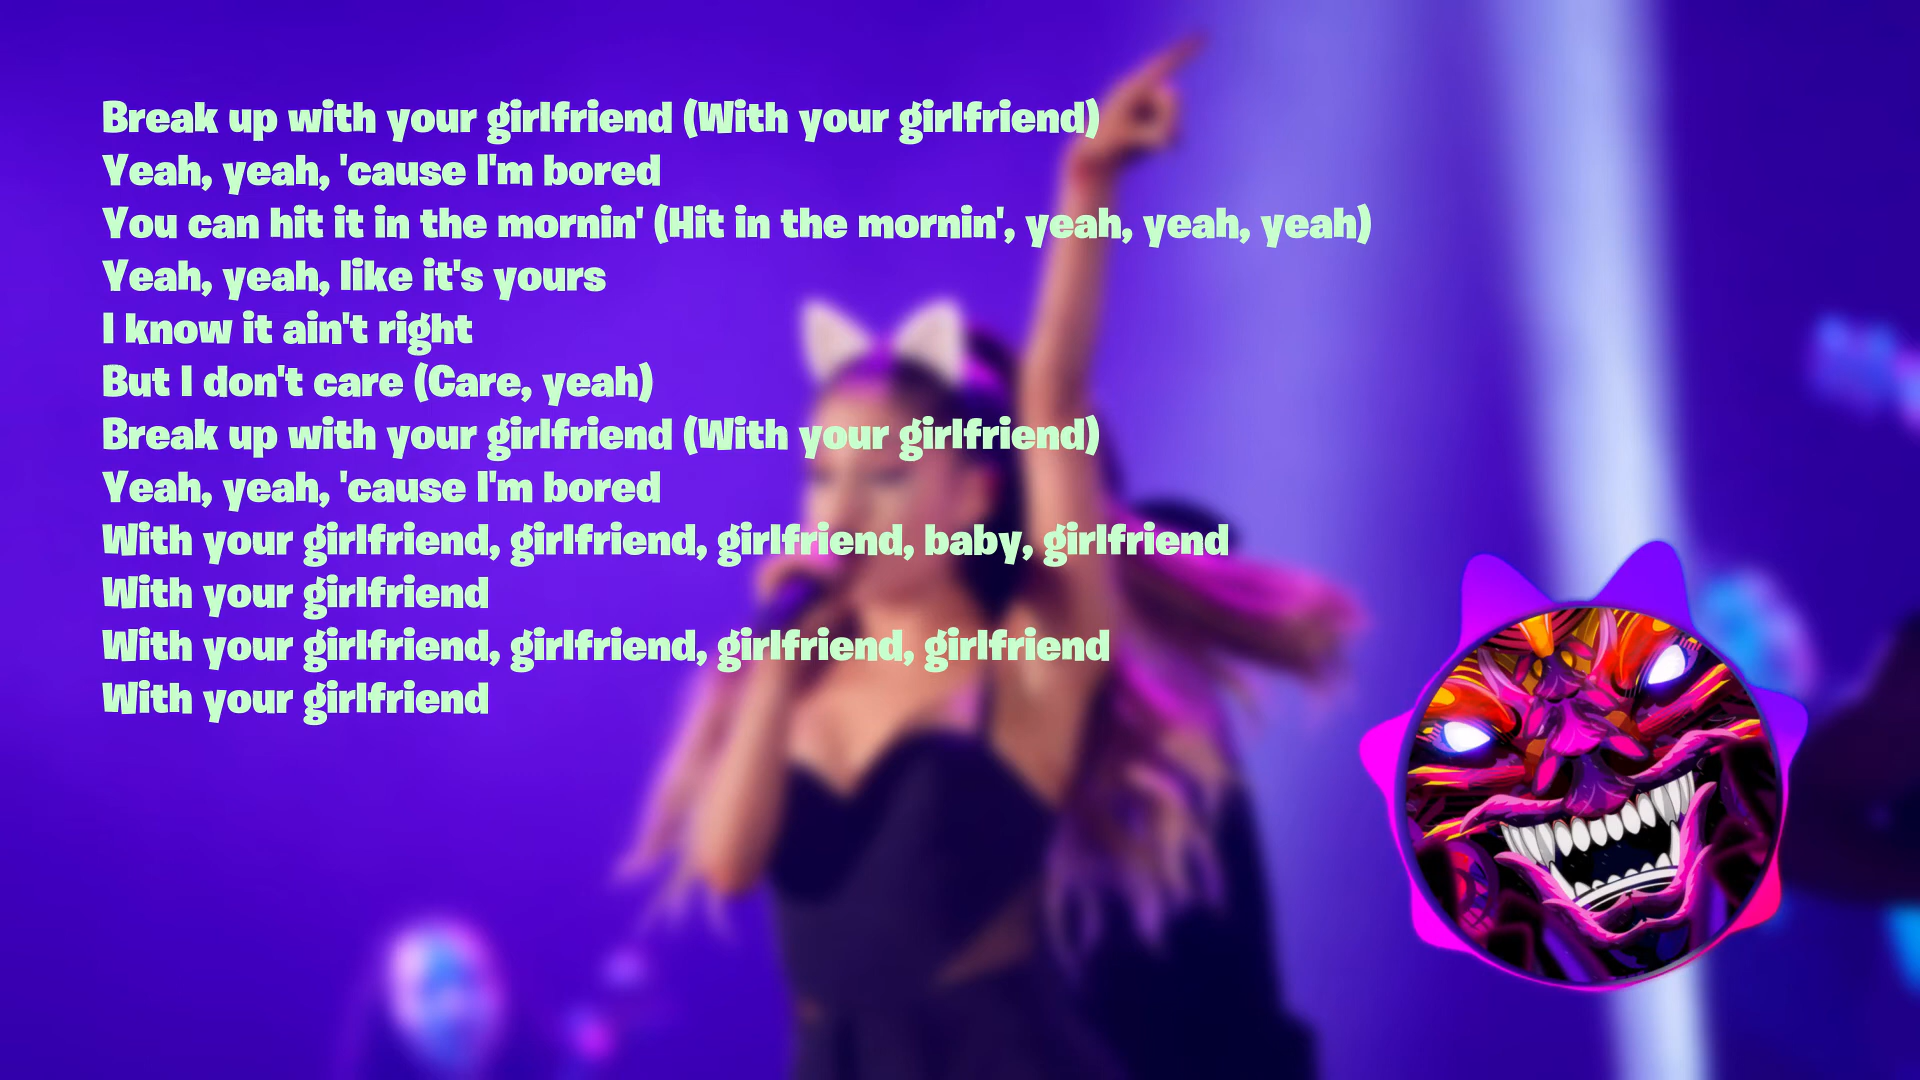 Break up with your girlfriend (With your girlfriend)
Yeah, yeah, 'cause I'm bored
You can hit it in the mornin' (Hit in the mornin', yeah, yeah, yeah)
Yeah, yeah, like it's yours
I know it ain't right
But I don't care (Care, yeah)
Break up with your girlfriend (With your girlfriend)
Yeah, yeah, 'cause I'm bored
With your girlfriend, girlfriend, girlfriend, baby, girlfriend
With your girlfriend
With your girlfriend, girlfriend, girlfriend, girlfriend
With your girlfriend